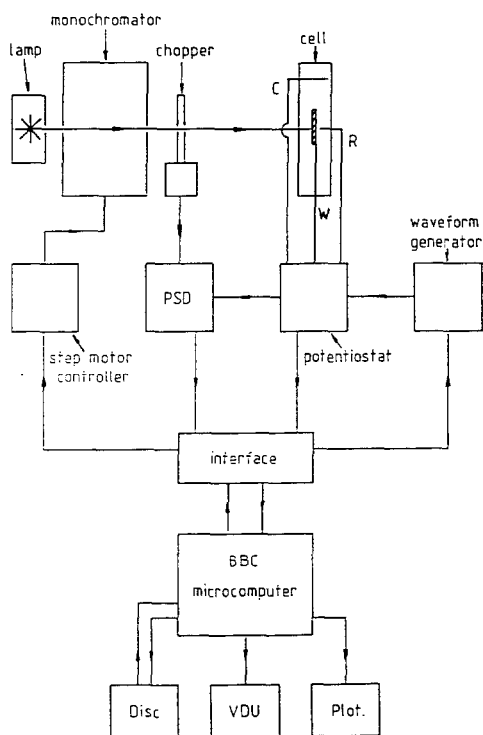 monochromator
lamp
chopper
cell
C
R
W
waveform
generator
PSD
potentiostat
step motor
controller
interface
BBC
microcomputer
Disc
VDU
Plot.